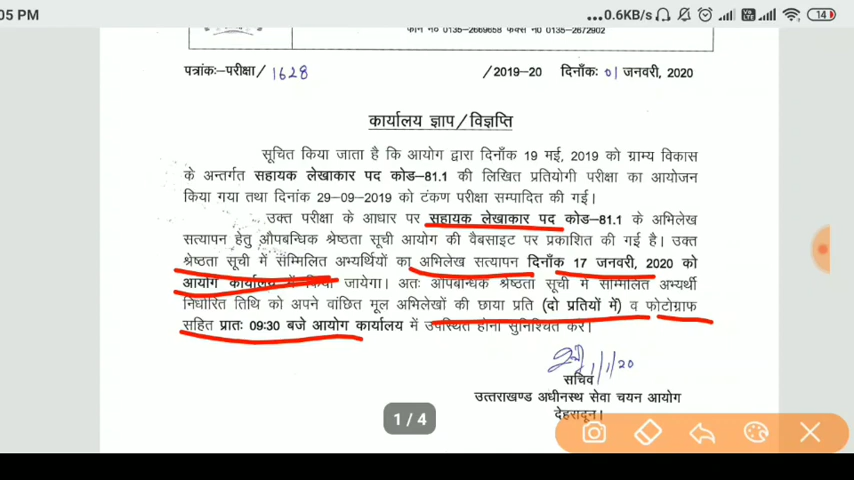 05 PM
...0.6KB/s
14
फोन न0 0135-2669658 फैक्स न0 0135-2672902
पत्रांकः-परीक्षा/ 1628 /2019-20 दिनाँकः 01 जनवरी, 2020
कार्यालय ज्ञाप/विज्ञप्ति
सूचित किया जाता है कि आयोग द्वारा दिनाँक 19 मई, 2019 को ग्राम्य विकास
के अन्तर्गत सहायक लेखाकार पद कोड-81.1 की लिखित प्रतियोगी परीक्षा का आयोजन
किया गया तथा दिनांक 29-09-2019 को टंकण परीक्षा सम्पादित की गई।
उक्त परीक्षा के आधार पर सहायक लेखाकार पद कोड-81.1 के अभिलेख
सत्यापन हेतु औपबन्धिक श्रेष्ठता सूची आयोग की वैबसाइट पर प्रकाशित की गई है। उक्त
श्रेष्ठता सूची में संम्मिलित अभ्यर्थियों का अभिलेख सत्यापन दिनाँक 17 जनवरी, 2020 को
आयोग कार्यालय में किया जायेगा। अतः औपबन्धिक श्रेष्ठता सूची में सम्मिलित अभ्यर्थी
निर्धारित तिथि को अपने वांछित मूल अभिलेखों की छाया प्रति (दो प्रतियों में) व फोटोग्राफ
सहित प्रातः 09:30 बजे आयोग कार्यालय में उपस्थित होना सुनिश्चित करें।
1/1/20
सचिव
उत्तराखण्ड अधीनस्थ सेवा चयन आयोग
देहरादून।
1/4